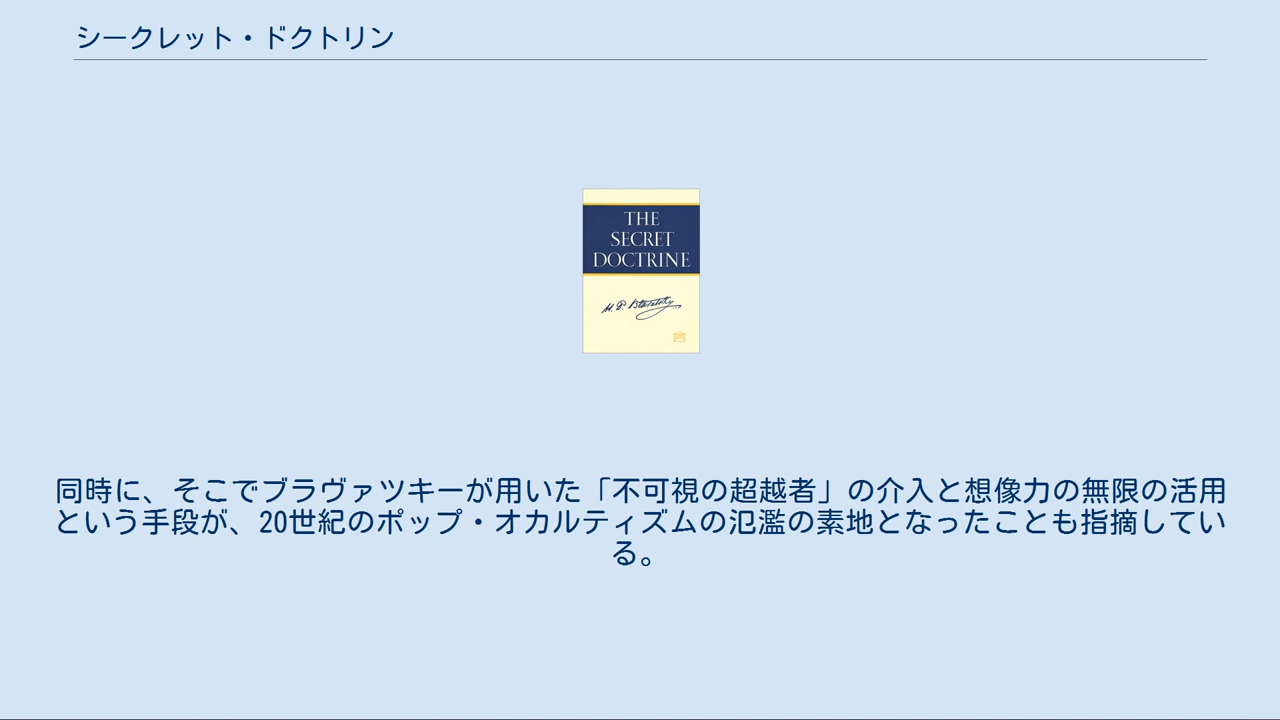 シークレット・ドクトリン
THE
SECRET
DOCTRINE
H. P. Blavatsky
同時に、そこでブラヴァツキーが用いた「不可視の超越者」の介入と想像力の無限の活用
という手段が、20世紀のポップ・オカルティズムの氾濫の素地となったことも指摘してい
る。